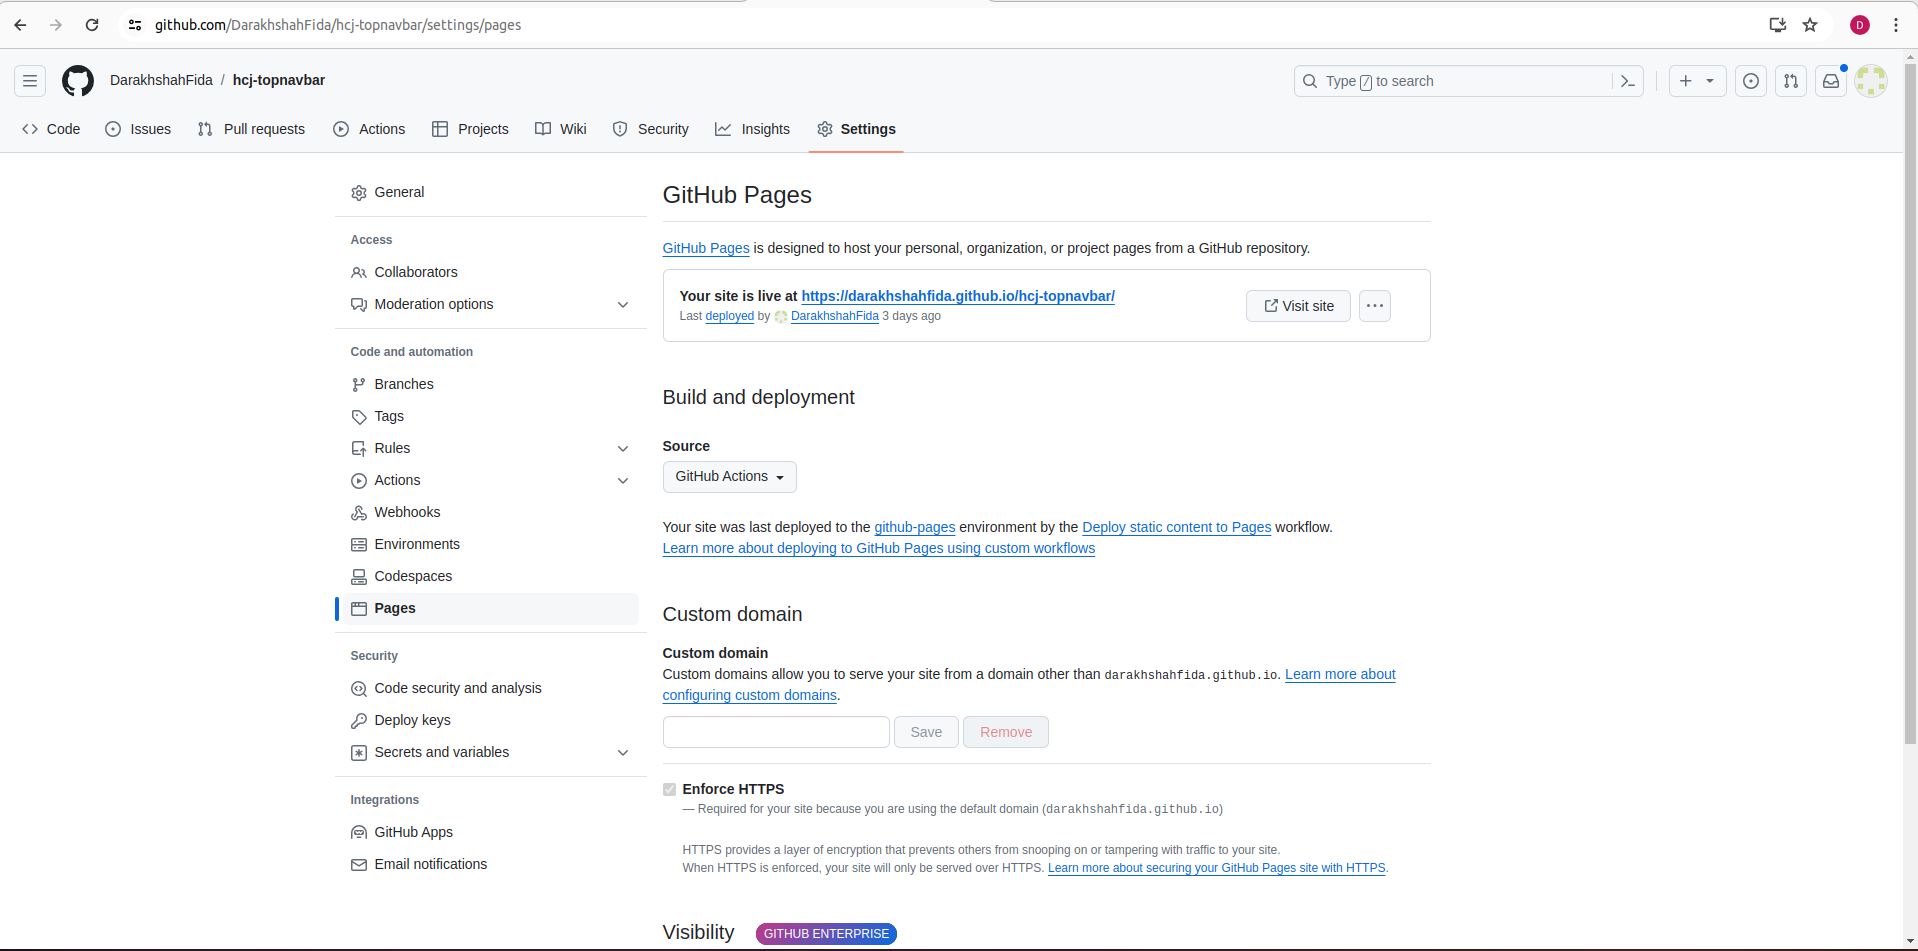 github.com/DarakhshahFida/hcj-topnavbar/settings/pages
D
DarakhshahFida / hcj-topnavbar
Type / to search
Code Issues Pull requests Actions Projects Wiki Security Insights Settings
General
Access
Collaborators
Moderation options
Code and automation
Branches
Tags
Rules
Actions
Webhooks
Environments
Codespaces
Pages
Security
Code security and analysis
Deploy keys
Secrets and variables
Integrations
GitHub Apps
Email notifications
GitHub Pages
GitHub Pages is designed to host your personal, organization, or project pages from a GitHub repository.
Your site is live at https://darakhshahfida.github.io/hcj-topnavbar/
Last deployed by DarakhshahFida 3 days ago
Visit site
Build and deployment
Source
GitHub Actions
Your site was last deployed to the github-pages environment by the Deploy static content to Pages workflow.
Learn more about deploying to GitHub Pages using custom workflows
Custom domain
Custom domain
Custom domains allow you to serve your site from a domain other than darakhshahfida.github.io. Learn more about
configuring custom domains.
Save Remove
Enforce HTTPS
— Required for your site because you are using the default domain (darakhshahfida.github.io)
HTTPS provides a layer of encryption that prevents others from snooping on or tampering with traffic to your site.
When HTTPS is enforced, your site will only be served over HTTPS. Learn more about securing your GitHub Pages site with HTTPS.
Visibility GITHUB ENTERPRISE